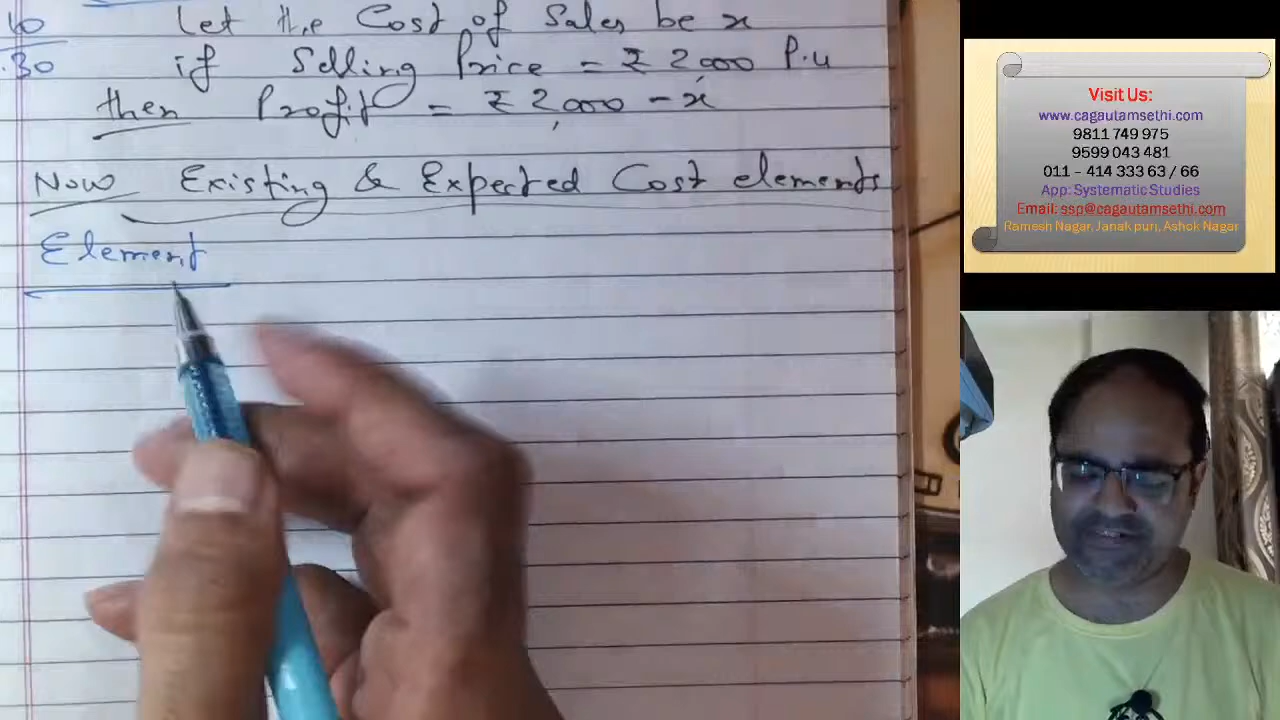 10 Let the Cost of Sales be x
.30 if Selling Price = ₹ 2,000 P.u
then Profit = ₹ 2,000 - x
Now Existing & Expected Cost elements
Element
Visit Us:
www.cagautamsethi.com
9811 749 975
9599 043 481
011 – 414 333 63 / 66
App: Systematic Studies
Email: ssp@cagautamsethi.com
Ramesh Nagar, Janak puri, Ashok Nagar